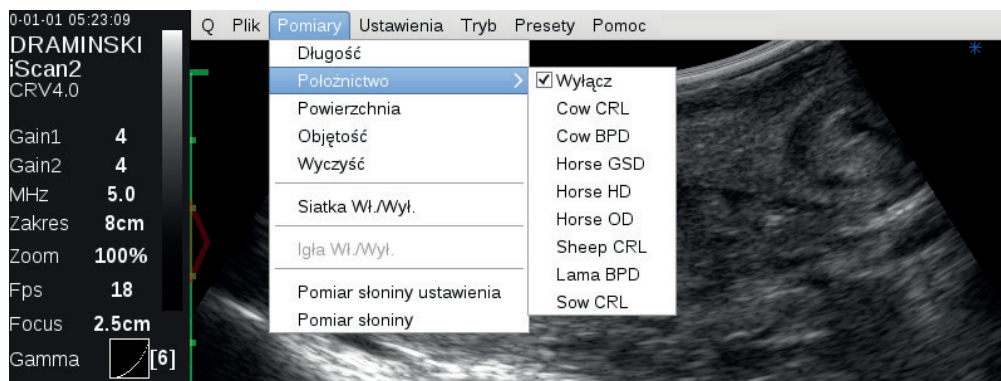 0-01-01 05:23:09
DRAMINSKI
iScan2
CRV4.0
Gain1 4
Gain2 4
MHz 5.0
Zakres 8cm
Zoom 100%
Fps 18
Focus 2.5cm
Gamma [6]
Q Plik Pomiary Ustawienia Tryb Presety Pomoc
Długość
Położnictwo
Powierzchnia
Objętość
Wyczyść
Siatka Wł./Wył.
Igła Wł./Wył.
Pomiar słoniny ustawienia
Pomiar słoniny
Wyłącz
Cow CRL
Cow BPD
Horse GSD
Horse HD
Horse OD
Sheep CRL
Lama BPD
Sow CRL